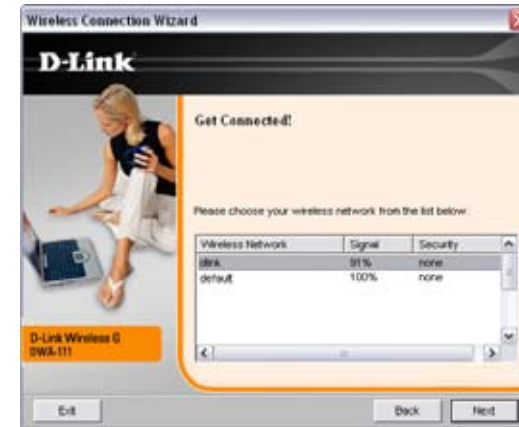 Wireless Connection Wizard
D-Link
Get Connected!
Please choose your wireless network from the list below.
Wireless Network Signal Security
dlink 91% none
default 100% none
D-Link Wireless G
DWA-111
Exit Back Next